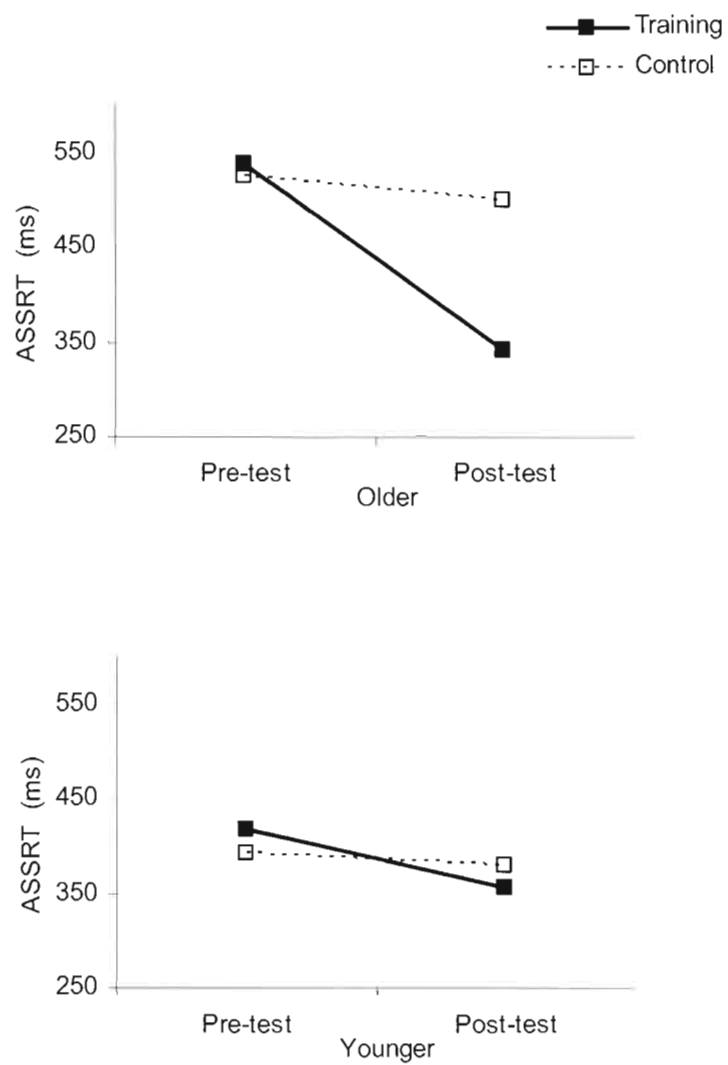 Training
Control
550
450
350
250
ASSRT (ms)
Pre-test Post-test
Older
550
450
350
250
ASSRT (ms)
Pre-test Post-test
Younger